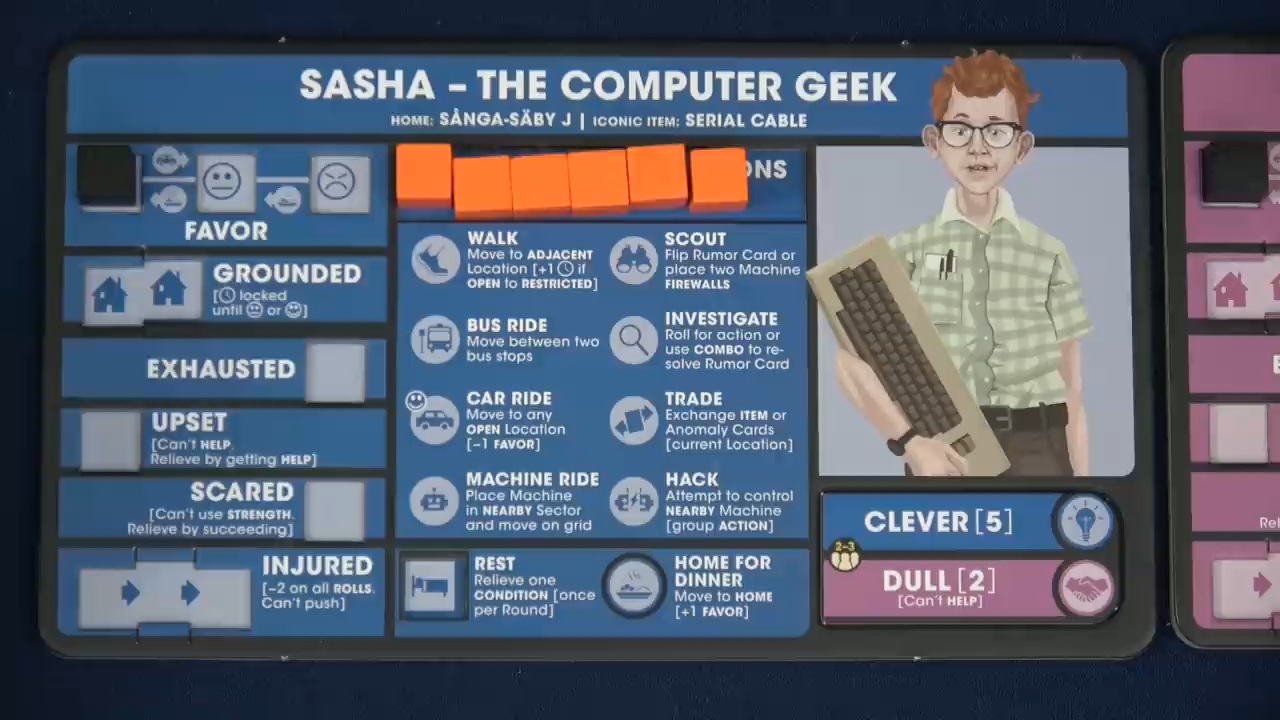 SASHA – THE COMPUTER GEEK
HOME: SÅNGA-SÄBY J | ICONIC ITEM: SERIAL CABLE
FAVOR
GROUNDED
[ locked
until or ]
EXHAUSTED
UPSET
[Can't HELP.
Relieve by getting HELP]
SCARED
[Can't use STRENGTH.
Relieve by succeeding]
INJURED
[-2 on all ROLLS.
Can't push]
WALK
Move to ADJACENT
Location [+1 if
OPEN to RESTRICTED]
BUS RIDE
Move between two
bus stops
CAR RIDE
Move to any
OPEN Location
[-1 FAVOR]
MACHINE RIDE
Place Machine
in NEARBY Sector
and move on grid
REST
Relieve one
CONDITION [once
per Round]
SCOUT
Flip Rumor Card or
place two Machine
FIREWALLS
INVESTIGATE
Roll for action or
use COMBO to re-
solve Rumor Card
TRADE
Exchange ITEM or
Anomaly Cards
[current Location]
HACK
Attempt to control
NEARBY Machine
[group ACTION]
HOME FOR
DINNER
Move to HOME
[+1 FAVOR]
CLEVER [5]
2-3
DULL [2]
[Can't HELP]